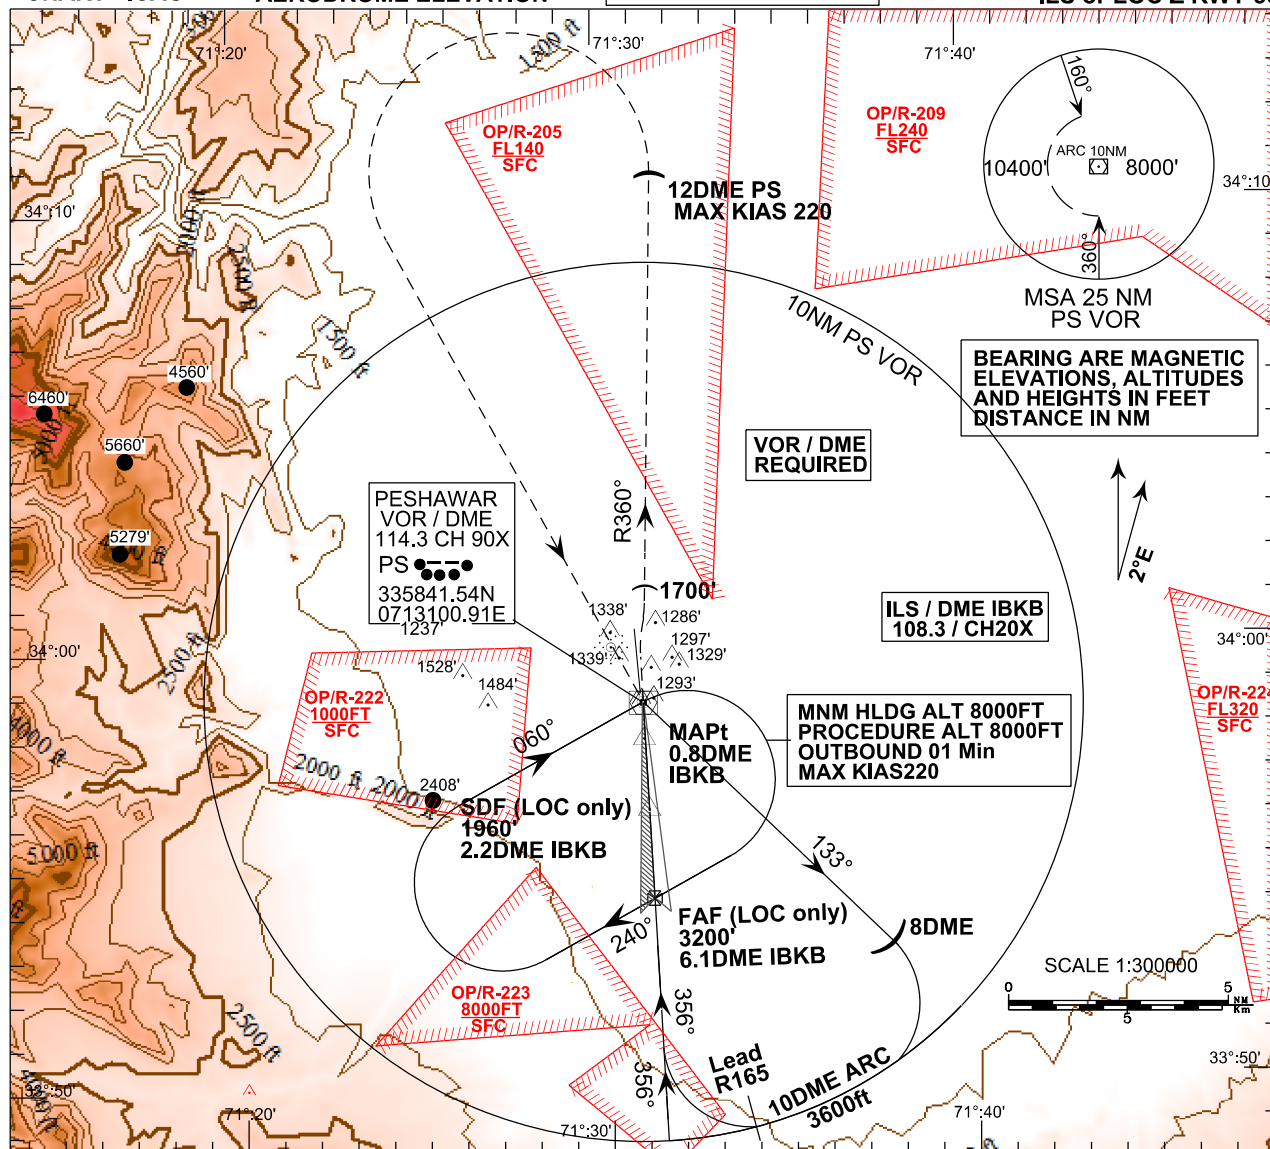 AERODROME ELEVATION
71°:20'
1500 ft
71°:30'
71°:40'
160°
OP/R-205
FL140
SFC
OP/R-209
FL240
SFC
ARC 10NM
10400'
8000'
34°:10'
34°:10
2000 ft
12DME PS
MAX KIAS 220
360°
2500 ft
MSA 25 NM
PS VOR
10NM PS VOR
1500 ft
BEARING ARE MAGNETIC
ELEVATIONS, ALTITUDES
AND HEIGHTS IN FEET
DISTANCE IN NM
4560'
6460'
5660'
5279'
VOR / DME
REQUIRED
R360°
PESHAWAR
VOR / DME
114.3 CH 90X
PS
335841.54N
0713100.91E
1237'
2°E
1700'
ILS / DME IBKB
108.3 / CH20X
1338'
1286'
1297'
1339'
1329'
1293'
34°:00'
34°:00'
2500 ft
1528'
1484'
OP/R-222
1000FT
SFC
OP/R-224
FL320
SFC
4000 ft
060°
MAPt
0.8DME
IBKB
MNM HLDG ALT 8000FT
PROCEDURE ALT 8000FT
OUTBOUND 01 Min
MAX KIAS220
2000 ft 2000 ft
2408'
SDF (LOC only)
1960'
2.2DME IBKB
5000 ft
133°
240°
FAF (LOC only)
3200'
6.1DME IBKB
8DME
OP/R-223
8000FT
SFC
SCALE 1:300000
0
5
NM
Km
5
2500 ft
356°
356°
Lead
R165
10DME ARC
3600ft
33°:50'
33°:50'
71°:20'
71°:30'
71°:40'